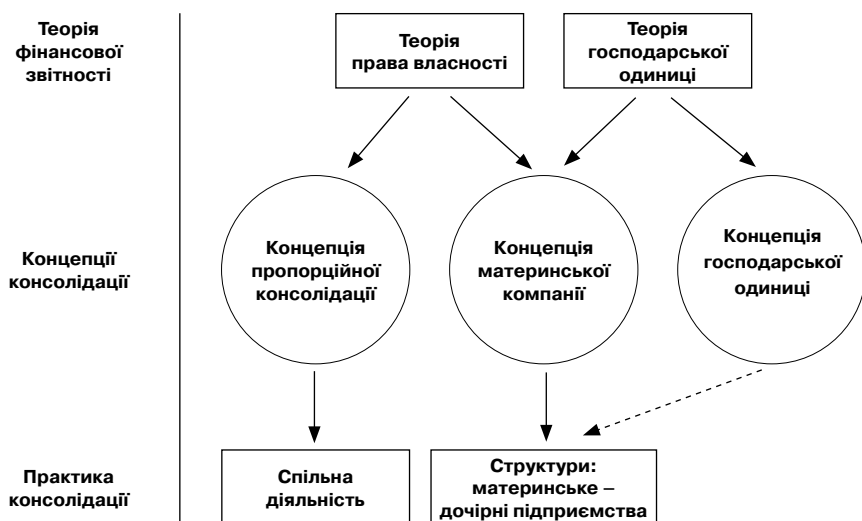 Теорія
фінансової
звітності
Теорія
права власності
Теорія
господарської
одиниці
Концепції
консолідації
Концепція
пропорційної
консолідації
Концепція
материнської
компанії
Концепція
господарської
одиниці
Практика
консолідації
Спільна
діяльність
Структури:
материнське –
дочірні підприємства